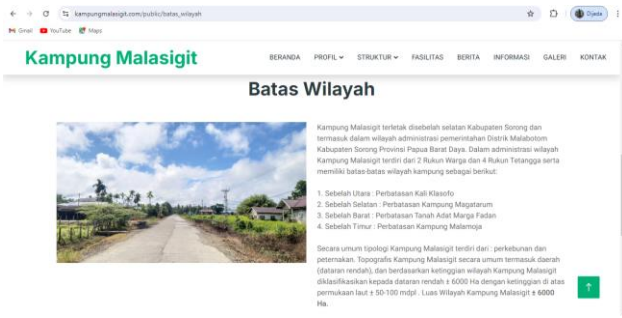 kampungmalasigit.com/public/batas_wilayah
Ojeda
Gmail YouTube Maps
Kampung Malasigit
BERANDA PROFIL STRUKTUR FASILITAS BERITA INFORMASI GALERI KONTAK
Batas Wilayah
Kampung Malasigit terletak disebelah selatan Kabupaten Sorong dan
termasuk dalam wilayah administrasi pemerintahan Distrik Malabotom
Kabupaten Sorong Provinsi Papua Barat Daya. Dalam administrasi wilayah
Kampung Malasigit terdiri dari 2 Rukun Warga dan 4 Rukun Tetangga serta
memiliki batas-batas wilayah kampung sebagai berikut:
1. Sebelah Utara : Perbatasan Kali Klasofo
2. Sebelah Selatan : Perbatasan Kampung Magatarum
3. Sebelah Barat : Perbatasan Tanah Adat Marga Fadan
4. Sebelah Timur : Perbatasan Kampung Malamoja
Secara umum tipologi Kampung Malasigit terdiri dari : perkebunan dan
peternakan. Topografis Kampung Malasigit secara umum termasuk daerah
(dataran rendah), dan berdasarkan ketinggian wilayah Kampung Malasigit
diklasifikasikan kepada dataran rendah ± 6000 Ha dengan ketinggian di atas
permukaan laut ± 50-100 mdpl . Luas Wilayah Kampung Malasigit ± 6000
Ha.